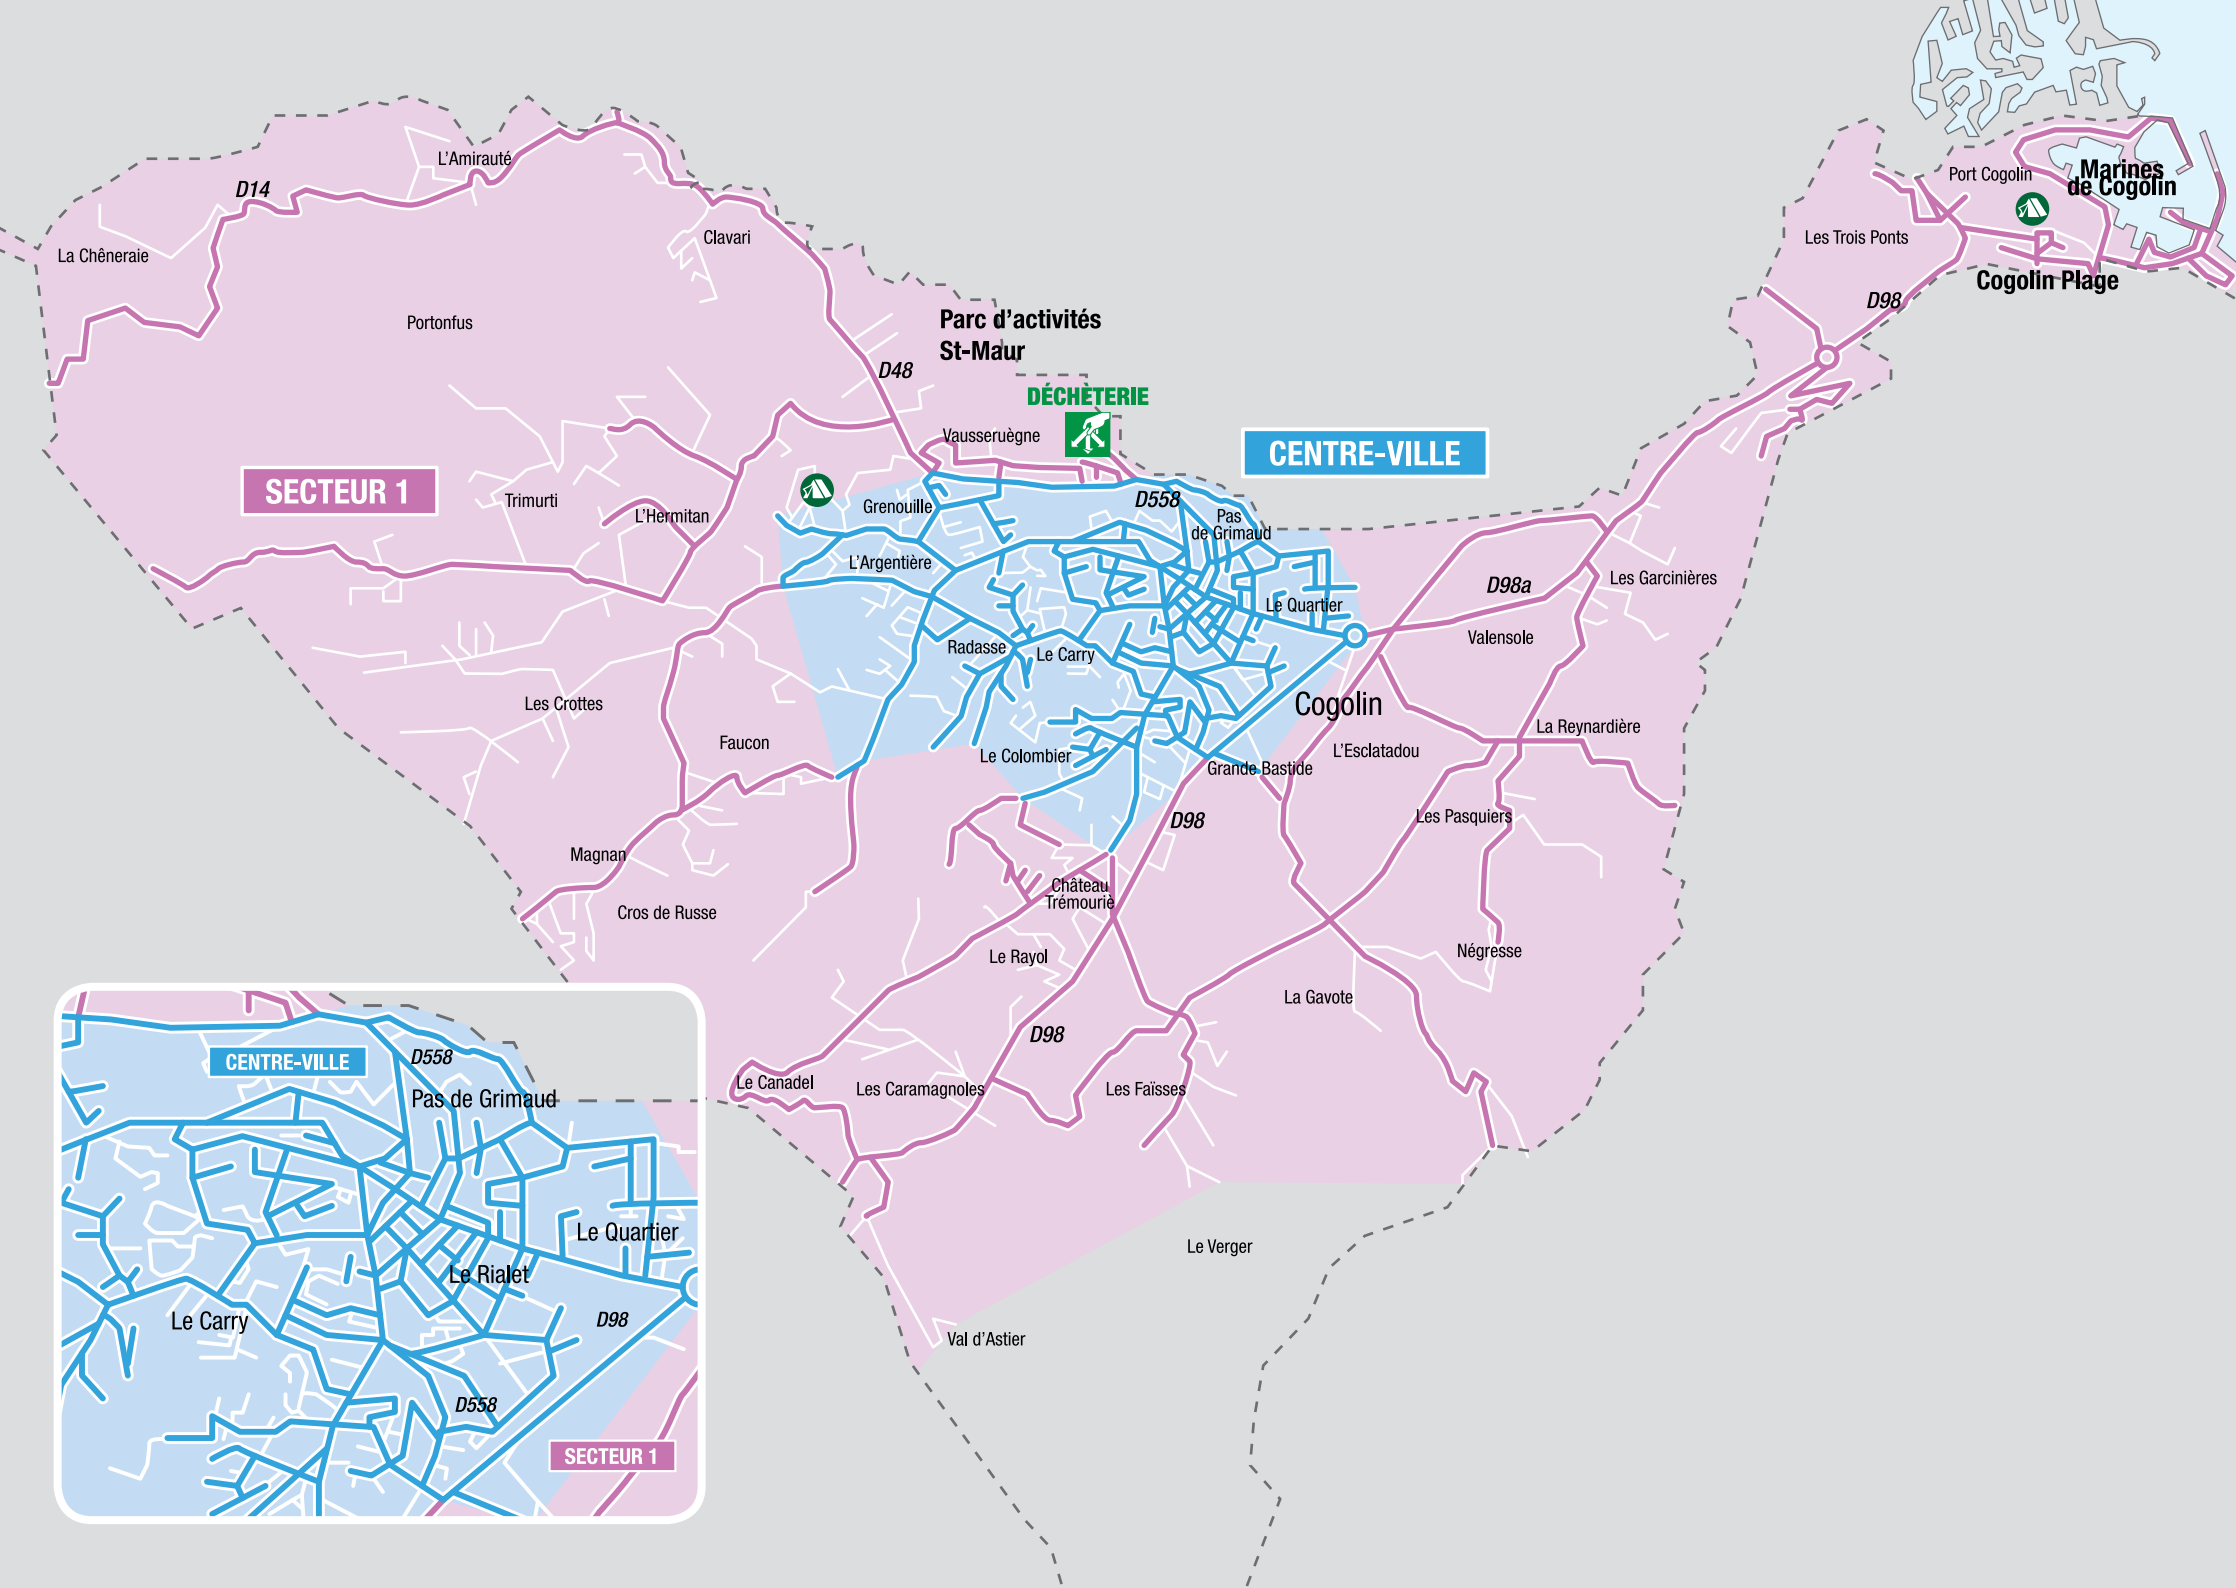 L'Amirauté
D14
La Chêneraie
Clavari
Portonfus
Port Cogolin
Marines
de Cogolin
Les Trois Ponts
Cogolin Plage
D98
Parc d'activités
St-Maur
D48
DÉCHÈTERIE
Vausseruègne
CENTRE-VILLE
SECTEUR 1
Trimurti
L'Hermitan
Grenouille
D558
Pas
de Grimaud
L'Argentière
Le Quartier
D98a
Les Garcinières
Valensole
Radasse
Le Carry
Les Crottes
Cogolin
Faucon
Le Colombier
Grande Bastide
L'Esclatadou
La Reynardière
D98
Les Pasquiers
Magnan
Château
Trémouriè
Cros de Russe
Le Rayol
Négresse
La Gavote
D98
Le Canadel
Les Caramagnoles
Les Faïsses
Le Verger
Val d'Astier
CENTRE-VILLE
D558
Pas de Grimaud
Le Quartier
Le Rialet
Le Carry
D98
D558
SECTEUR 1